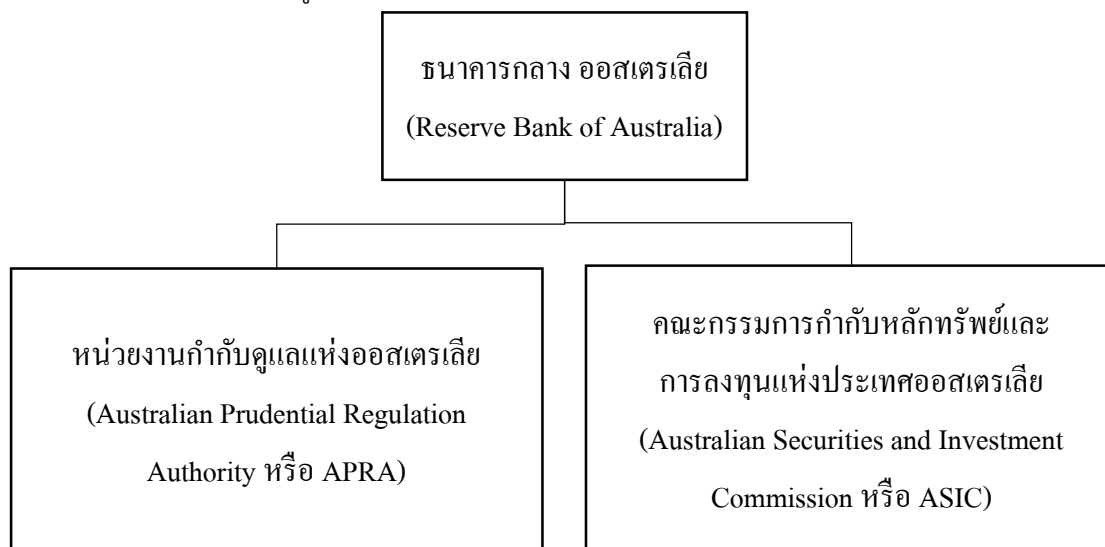 ธนาคารกลาง ออสเตรเลีย
(Reserve Bank of Australia)
หน่วยงานกำกับดูแลแห่งออสเตรเลีย
(Australian Prudential Regulation
Authority หรือ APRA)
คณะกรรมการกำกับหลักทรัพย์และ
การลงทุนแห่งประเทศออสเตรเลีย
(Australian Securities and Investment
Commission หรือ ASIC)